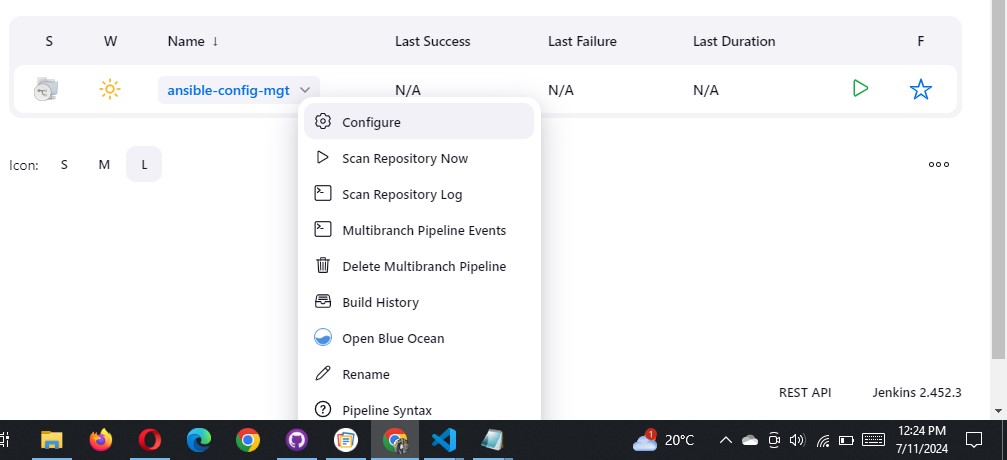 S W Name ↓ Last Success Last Failure Last Duration F
ansible-config-mgt N/A N/A N/A
Configure
Icon: S M L
Scan Repository Now
Scan Repository Log
Multibranch Pipeline Events
Delete Multibranch Pipeline
Build History
Open Blue Ocean
Rename
Pipeline Syntax
REST API Jenkins 2.452.3
1 20°C 12:24 PM
7/11/2024